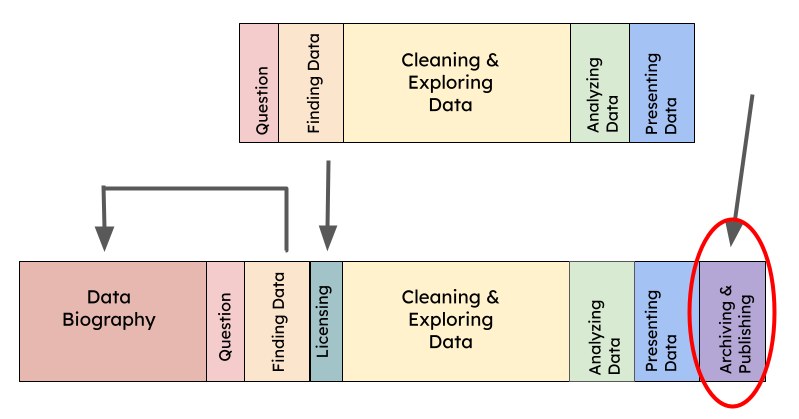 Question
Finding Data
Cleaning &
Exploring
Data
Analyzing
Data
Presenting
Data
Data
Biography
Question
Finding Data
Licensing
Cleaning &
Exploring
Data
Analyzing
Data
Presenting
Data
Archiving &
Publishing